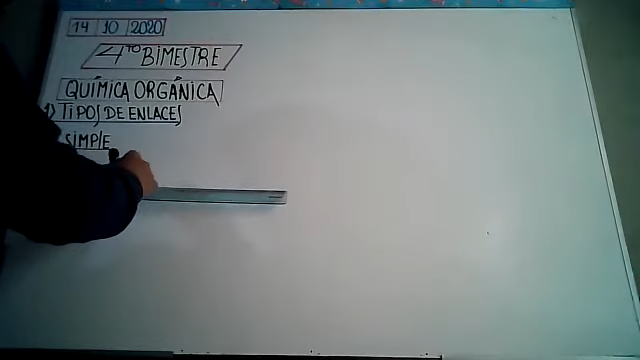 14 10 2020
4to BIMESTRE
QUÍMICA ORGÁNICA
1) TIPOS DE ENLACES
SIMPLE